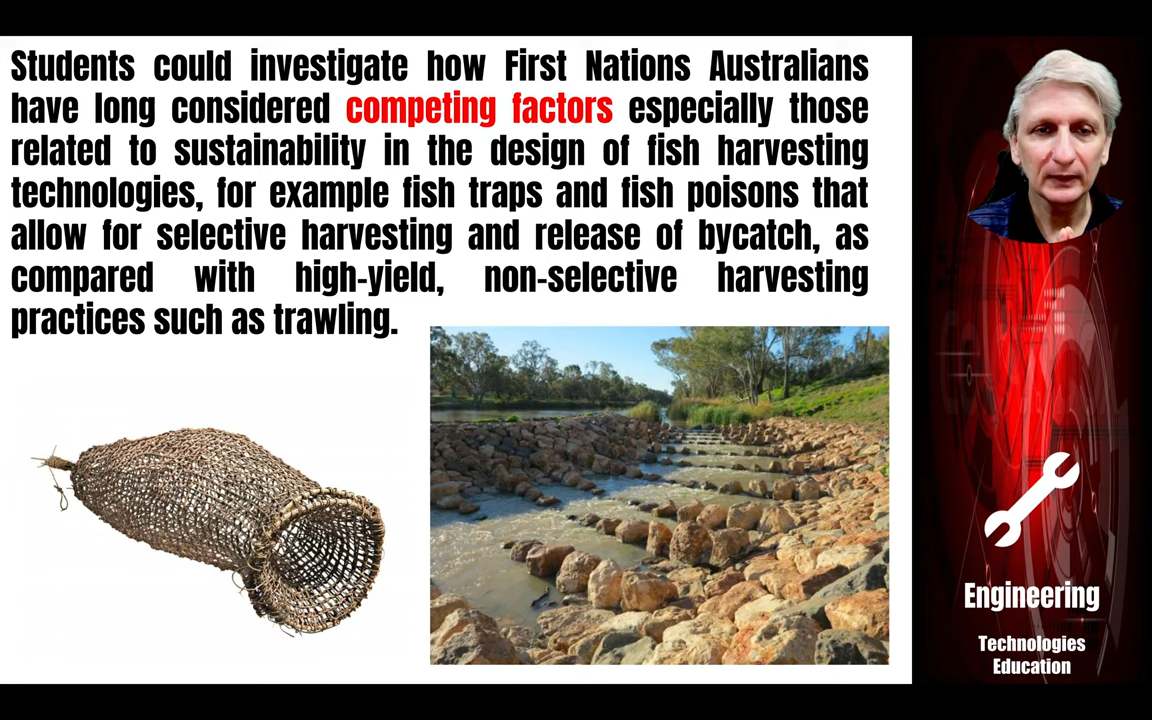 Students could investigate how First Nations Australians
have long considered competing factors especially those
related to sustainability in the design of fish harvesting
technologies, for example fish traps and fish poisons that
allow for selective harvesting and release of bycatch, as
compared with high-yield, non-selective harvesting
practices such as trawling.
Engineering
Technologies
Education